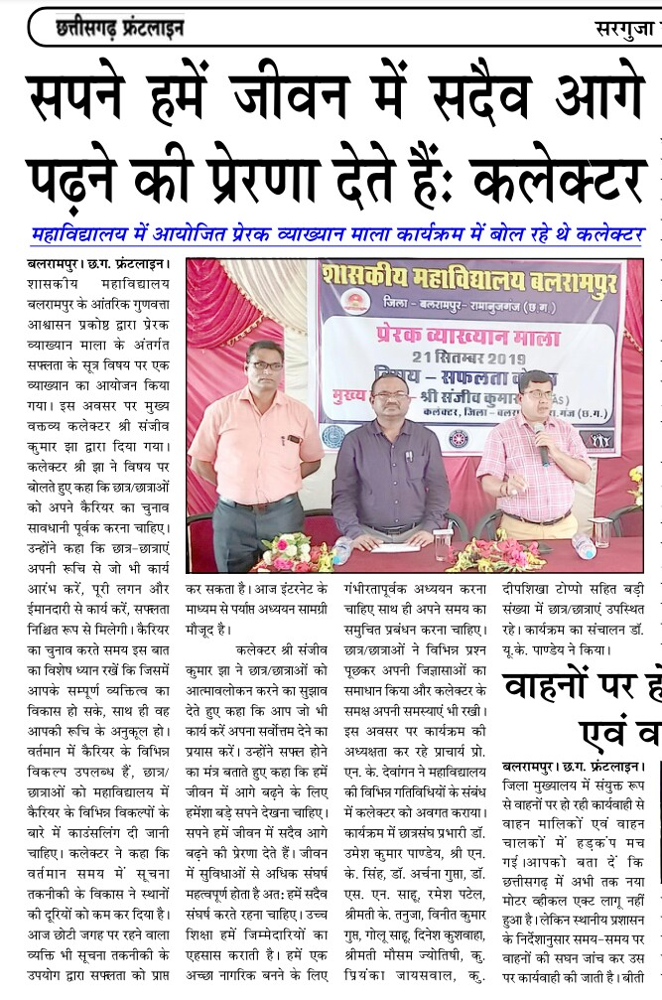 छत्तीसगढ़ फ्रंटलाइन
सरगुजा
सपने हमें जीवन में सदैव आगे
पढ़ने की प्रेरणा देते हैं: कलेक्टर
महाविद्यालय में आयोजित प्रेरक व्याख्यान माला कार्यक्रम में बोल रहे थे कलेक्टर
बलरामपुर। छ.ग. फ्रंटलाइन।
शासकीय महाविद्यालय
बलरामपुर के आंतरिक गुणवत्ता
आश्वासन प्रकोष्ठ द्वारा प्रेरक
व्याख्यान माला के अंतर्गत
सफ्लता के सूत्र विषय पर एक
व्याख्यान का आयोजन किया
गया। इस अवसर पर मुख्य
वक्तव्य कलेक्टर श्री संजीव
कुमार झा द्वारा दिया गया।
कलेक्टर श्री झा ने विषय पर
बोलते हुए कहा कि छात्र/छात्राओं
को अपने कैरियर का चुनाव
सावधानी पूर्वक करना चाहिए।
उन्होंने कहा कि छात्र-छात्राएं
अपनी रूचि से जो भी कार्य
आरंभ करें, पूरी लगन और
ईमानदारी से कार्य करें, सफ्लता
निश्चित रूप से मिलेगी। कैरियर
का चुनाव करते समय इस बात
का विशेष ध्यान रखें कि जिसमें
आपके सम्पूर्ण व्यक्तित्व का
विकास हो सके, साथ ही वह
आपकी रूचि के अनुकूल हो।
वर्तमान में कैरियर के विभिन्न
विकल्प उपलब्ध हैं, छात्र/
छात्राओं को महाविद्यालय में
कैरियर के विभिन्न विकल्पों के
बारे में काउंसलिंग दी जानी
चाहिए। कलेक्टर ने कहा कि
वर्तमान समय में सूचना
तकनीकी के विकास ने स्थानों
की दूरियों को कम कर दिया है।
आज छोटी जगह पर रहने वाला
व्यक्ति भी सूचना तकनीकी के
उपयोग द्वारा सफ्लता को प्राप्त
शासकीय महाविद्यालय बलरामपुर
जिला - बलरामपुर-रामानुजगंज (छ.ग.)
प्रेरक व्याख्यान माला
21 सितम्बर 2019
विषय – सफलता
मुख्य श्री संजीव कुमार
कलेक्टर, जिला-
कर सकता है। आज इंटरनेट के
माध्यम से पर्याप्त अध्ययन सामग्री
मौजूद है।
कलेक्टर श्री संजीव
कुमार झा ने छात्र/छात्राओं को
आत्मावलोकन करने का सुझाव
देते हुए कहा कि आप जो भी
कार्य करें अपना सर्वोत्तम देने का
प्रयास करें। उन्होंने सफ्ल होने
का मंत्र बताते हुए कहा कि हमें
जीवन में आगे बढ़ने के लिए
हमेंशा बड़े सपने देखना चाहिए।
सपने हमें जीवन में सदैव आगे
बढ़ने की प्रेरणा देते हैं। जीवन
में सुविधाओं से अधिक संघर्ष
महत्वपूर्ण होता है अत: हमें सदैव
संघर्ष करते रहना चाहिए। उच्च
शिक्षा हमें जिम्मेदारियों का
एहसास कराती है। हमें एक
अच्छा नागरिक बनने के लिए
गंभीरतापूर्वक अध्ययन करना
चाहिए साथ ही अपने समय का
समुचित प्रबंधन करना चाहिए।
छात्र/छात्राओं ने विभिन्न प्रश्न
पूछकर अपनी जिज्ञासाओं का
समाधान किया और कलेक्टर के
समक्ष अपनी समस्याएं भी रखी।
इस अवसर पर कार्यक्रम की
अध्यक्षता कर रहे प्राचार्य प्रो.
एन. के. देवांगन ने महाविद्यालय
की विभिन्न गतिविधियों के संबंध
में कलेक्टर को अवगत कराया।
कार्यक्रम में छात्रसंघ प्रभारी डॉ.
उमेश कुमार पाण्डेय, श्री एन.
के. सिंह, डॉ. अर्चना गुप्ता, डॉ.
एस. एन. साहू, रमेश पटेल,
श्रीमती के. तनुजा, विनीत कुमार
गुप्त, गोलू साहू, दिनेश कुशवाहा,
श्रीमती मौसम ज्योतिषी, कु.
प्रियंका जायसवाल, कु.
दीपशिखा टोप्पो सहित बड़ी
संख्या में छात्र/छात्राएं उपस्थित
रहे। कार्यक्रम का संचालन डॉ.
यू.के. पाण्डेय ने किया।
वाहनों पर
एवं
बलरामपुर। छ.ग. फ्रंटलाइन।
जिला मुख्यालय में संयुक्त रूप
से वाहनों पर हो रही कार्यवाही से
वाहन मालिकों एवं वाहन
चालकों में हड़कंप मच
गई।आपको बता दें कि
छत्तीसगढ़ में अभी तक नया
मोटर व्हीकल एक्ट लागू नहीं
हुआ है। लेकिन स्थानीय प्रशासन
के निर्देशानुसार समय-समय पर
वाहनों को सघन जांच कर उस
पर कार्यवाही की जाती है। बीती